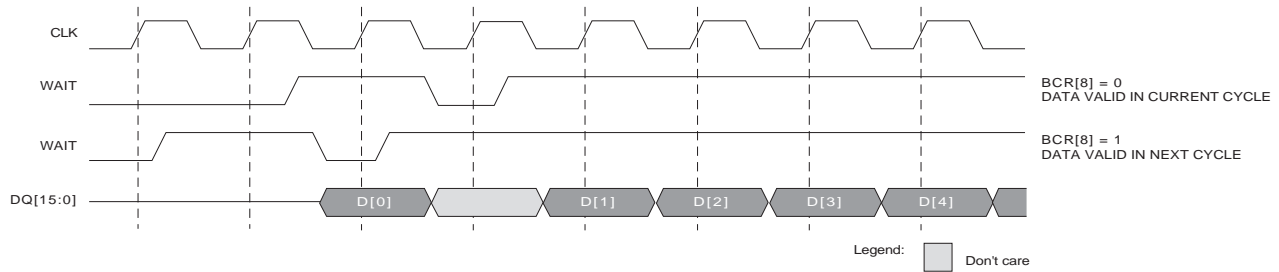 CLK
WAIT
BCR[8] = 0
DATA VALID IN CURRENT CYCLE
WAIT
BCR[8] = 1
DATA VALID IN NEXT CYCLE
DQ[15:0]
D[0]
D[1]
D[2]
D[3]
D[4]
Legend:
Don't care